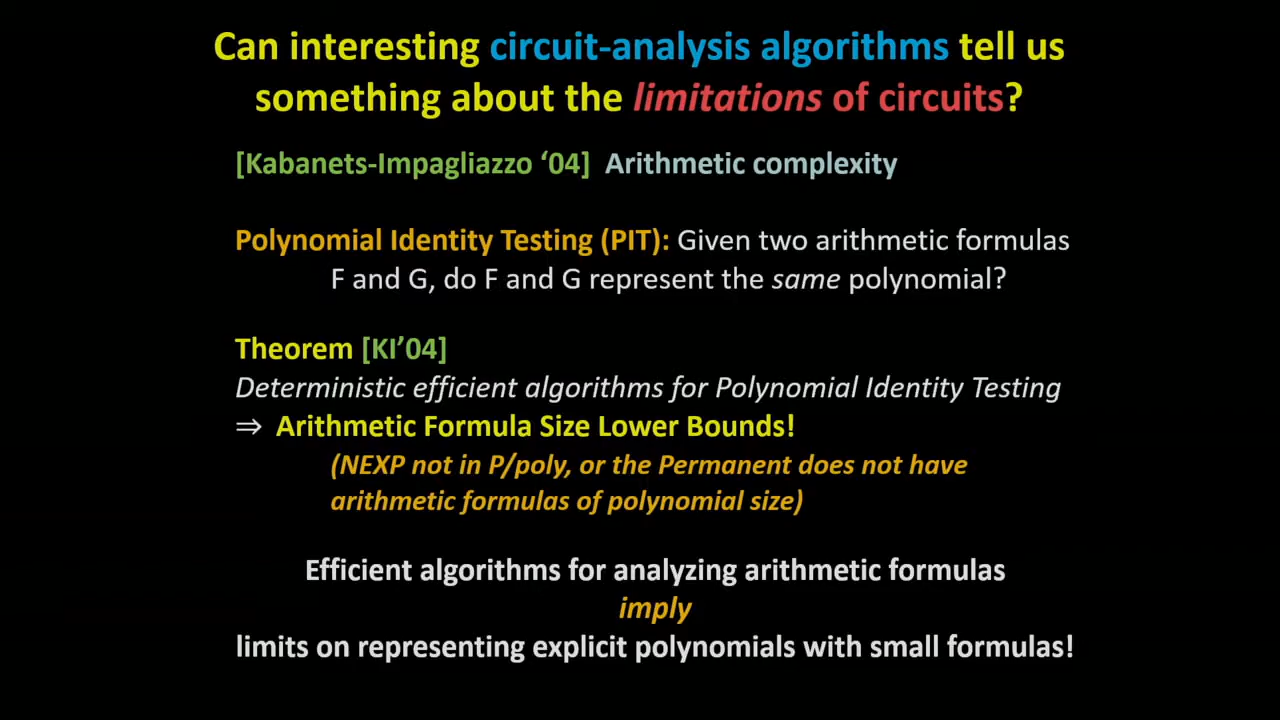 Can interesting circuit-analysis algorithms tell us
something about the limitations of circuits?
[Kabanets-Impagliazzo ‘04] Arithmetic complexity
Polynomial Identity Testing (PIT): Given two arithmetic formulas
F and G, do F and G represent the same polynomial?
Theorem [KI’04]
Deterministic efficient algorithms for Polynomial Identity Testing
⇒ Arithmetic Formula Size Lower Bounds!
(NEXP not in P/poly, or the Permanent does not have
arithmetic formulas of polynomial size)
Efficient algorithms for analyzing arithmetic formulas
imply
limits on representing explicit polynomials with small formulas!